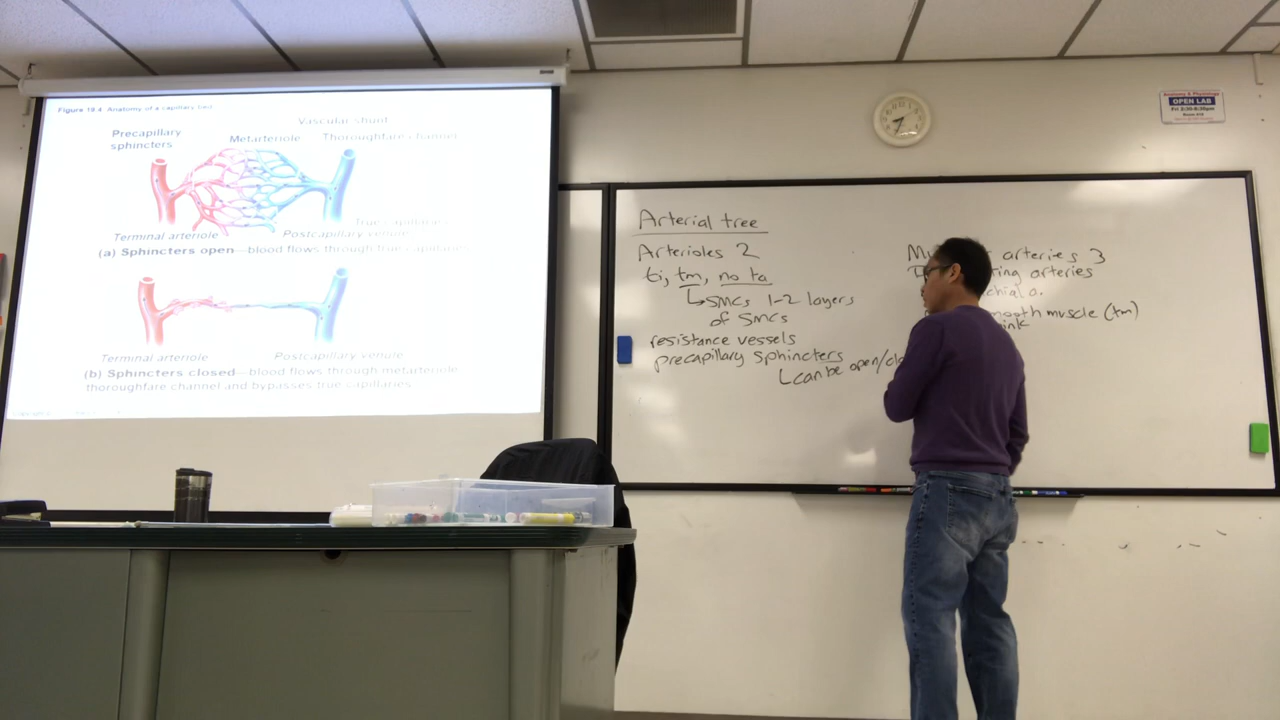 Figure 19.4 Anatomy of a capillary bed
Vascular shunt
Precapillary
sphincters
Metarteriole
Thoroughfare channel
True capillaries
Terminal arteriole
Postcapillary venule
(a) Sphincters open—blood flows through true capillaries
Terminal arteriole
Postcapillary venule
(b) Sphincters closed—blood flows through metarteriole
thoroughfare channel and bypasses true capillaries
Arterial tree
Arterioles 2
ti, tm, no ta
SMCs 1-2 layers
of SMCs
resistance vessels
precapillary sphincters
can be open/clo
arteries 3
arteries
a.
muscle (tm)
OPEN LAB